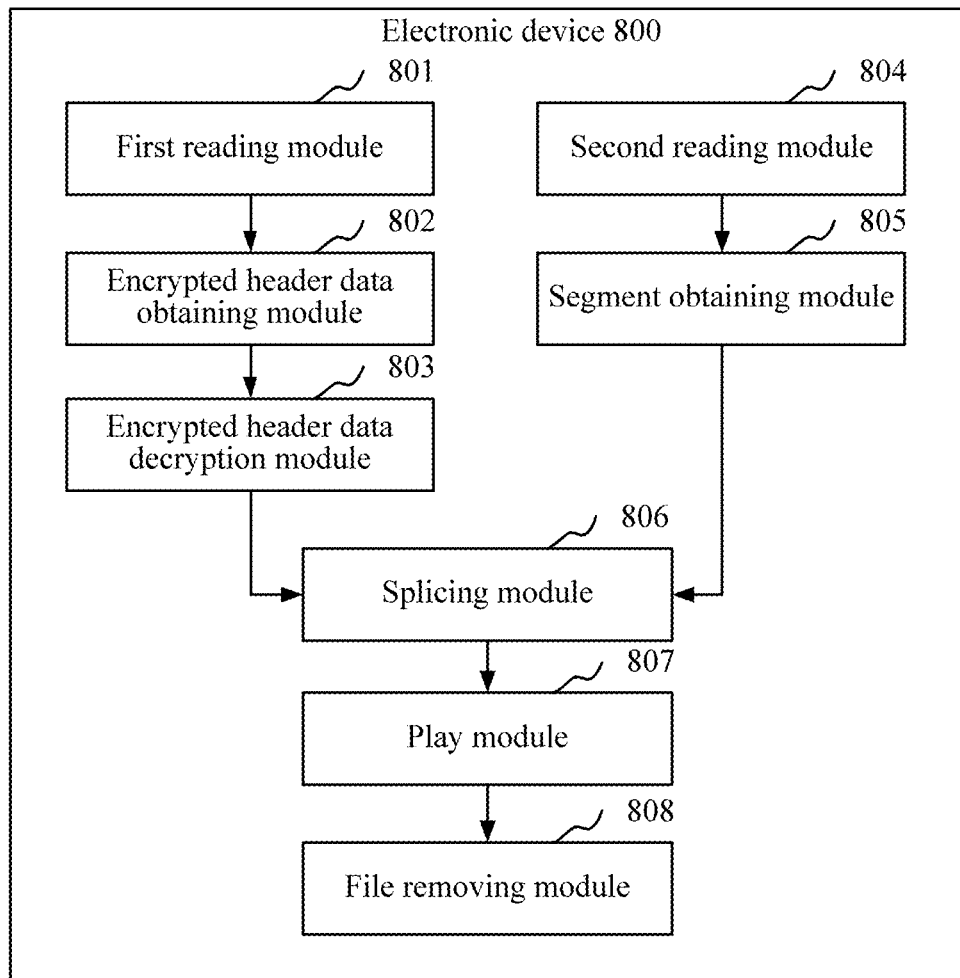 Electronic device 800
801
First reading module
802
Encrypted header data
obtaining module
803
Encrypted header data
decryption module
804
Second reading module
805
Segment obtaining module
806
Splicing module
807
Play module
808
File removing module